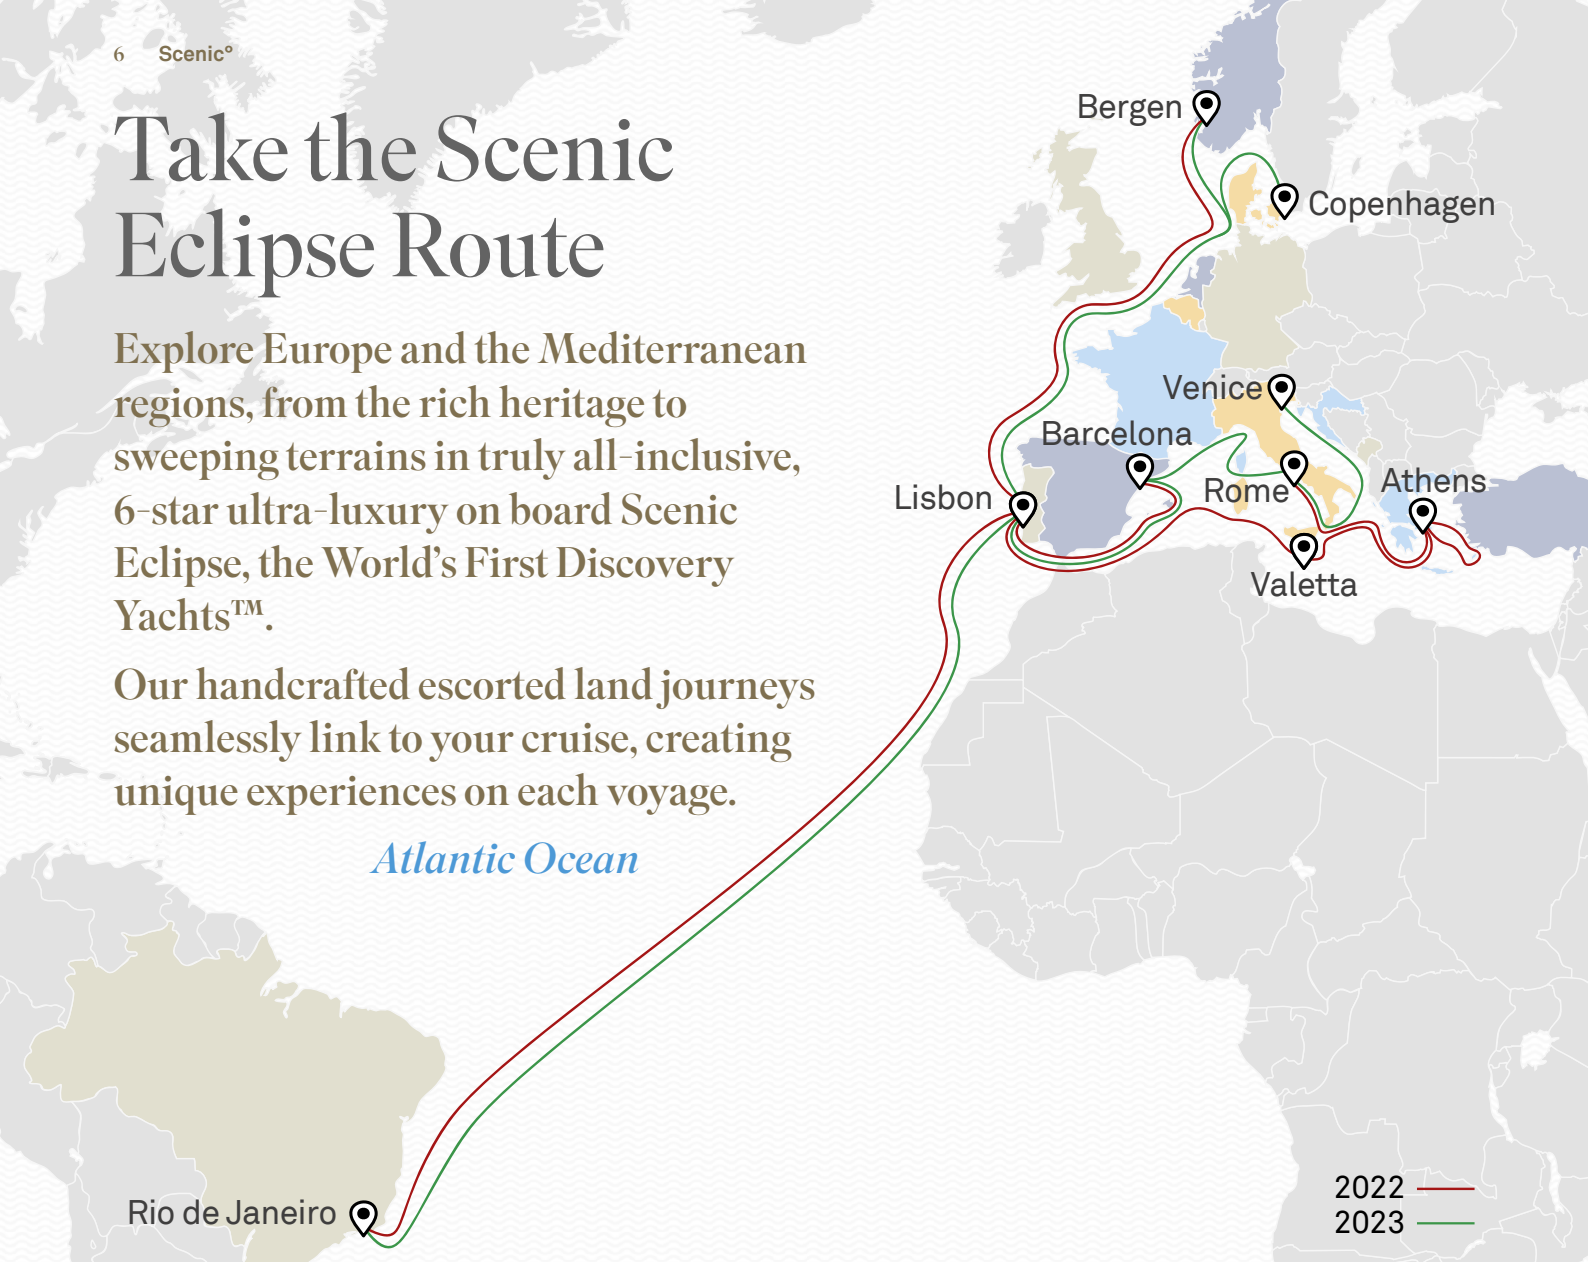 6 Scenic°
Take the Scenic
Eclipse Route
Explore Europe and the Mediterranean
regions, from the rich heritage to
sweeping terrains in truly all-inclusive,
6-star ultra-luxury on board Scenic
Eclipse, the World’s First Discovery
Yachts™.
Our handcrafted escorted land journeys
seamlessly link to your cruise, creating
unique experiences on each voyage.
Atlantic Ocean
Bergen
Copenhagen
Venice
Barcelona
Lisbon
Rome
Athens
Valetta
Rio de Janeiro
2022
2023